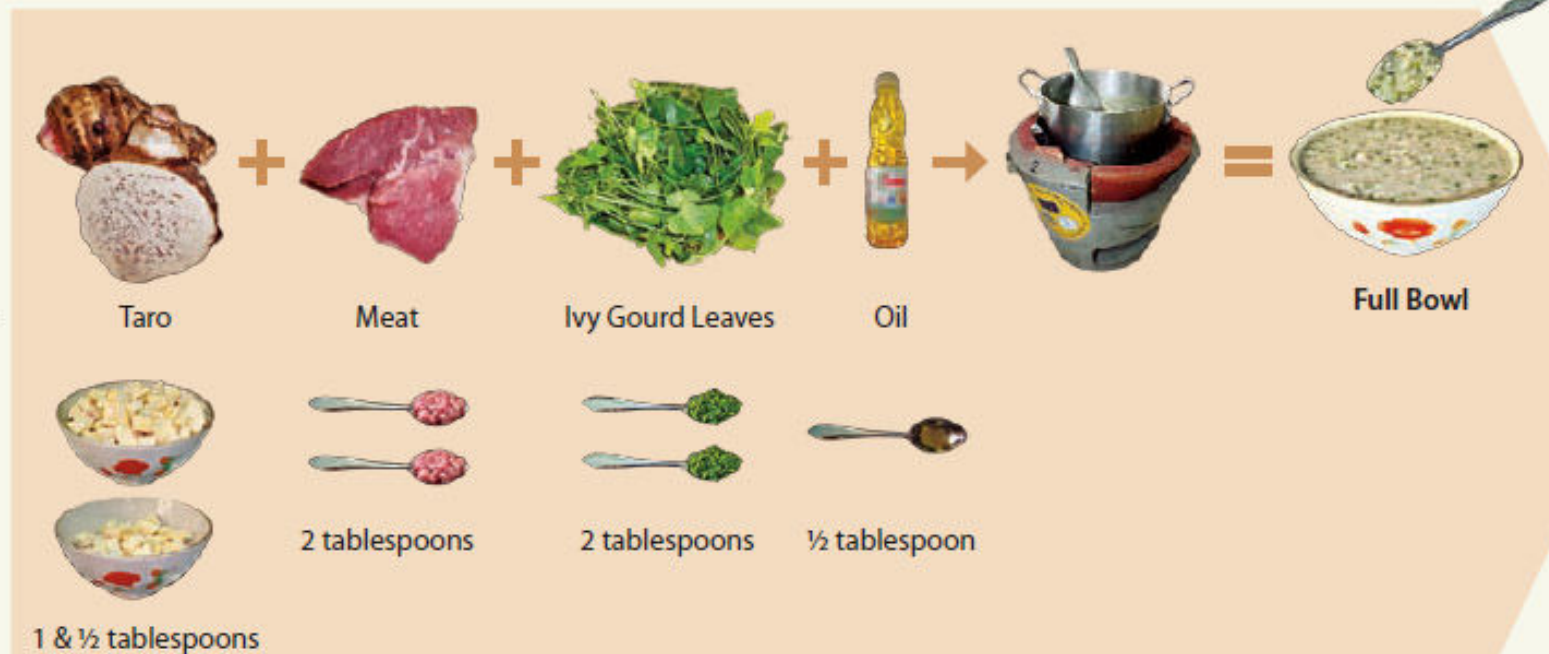 Taro
Meat
Ivy Gourd Leaves
Oil
Full Bowl
2 tablespoons
2 tablespoons
½ tablespoon
1 & ½ tablespoons